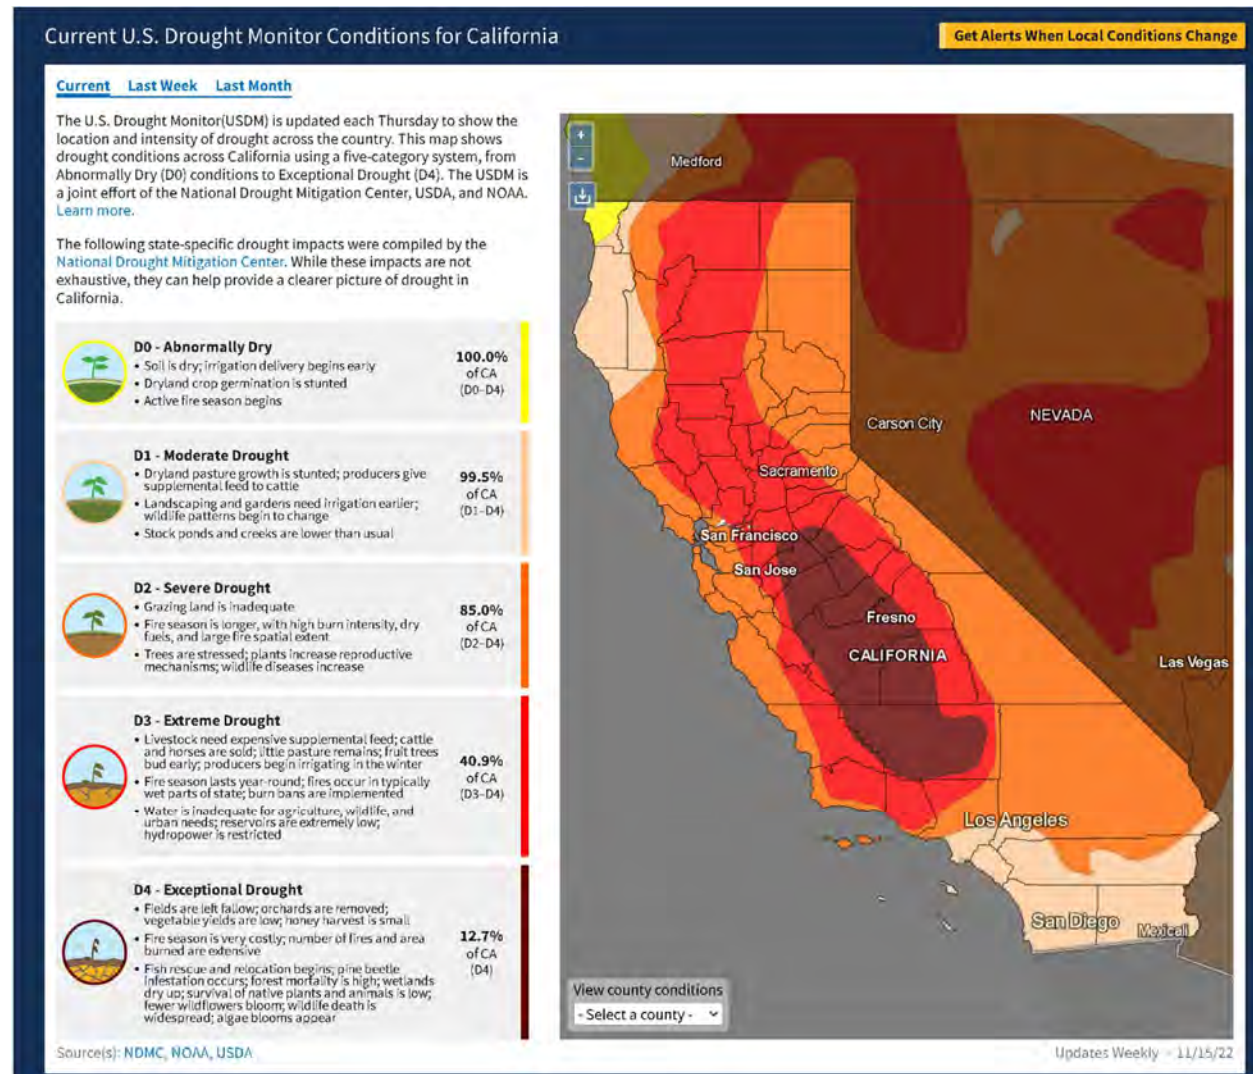 Current U.S. Drought Monitor Conditions for California
Get Alerts When Local Conditions Change
Current Last Week Last Month
The U.S. Drought Monitor(USDM) is updated each Thursday to show the
location and intensity of drought across the country. This map shows
drought conditions across California using a five-category system, from
Abnormally Dry (D0) conditions to Exceptional Drought (D4). The USDM is
a joint effort of the National Drought Mitigation Center, USDA, and NOAA.
Learn more.
The following state-specific drought impacts were compiled by the
National Drought Mitigation Center. While these impacts are not
exhaustive, they can help provide a clearer picture of drought in
California.
D0 - Abnormally Dry
• Soil is dry; irrigation delivery begins early
• Dryland crop germination is stunted
• Active fire season begins
100.0%
of CA
(D0–D4)
D1 - Moderate Drought
• Dryland pasture growth is stunted; producers give
supplemental feed to cattle
• Landscaping and gardens need irrigation earlier;
wildlife patterns begin to change
• Stock ponds and creeks are lower than usual
99.5%
of CA
(D1–D4)
D2 - Severe Drought
• Grazing land is inadequate
• Fire season is longer, with high burn intensity, dry
fuels, and large fire spatial extent
• Trees are stressed; plants increase reproductive
mechanisms; wildlife diseases increase
85.0%
of CA
(D2–D4)
D3 - Extreme Drought
• Livestock need expensive supplemental feed; cattle
and horses are sold; little pasture remains; fruit trees
bud early; producers begin irrigating in the winter
• Fire season lasts year-round; fires occur in typically
wet parts of state; burn bans are implemented
• Water is inadequate for agriculture, wildlife, and
urban needs; reservoirs are extremely low;
hydropower is restricted
40.9%
of CA
(D3–D4)
D4 - Exceptional Drought
• Fields are left fallow; orchards are removed;
vegetable yields are low; honey harvest is small
• Fire season is very costly; number of fires and area
burned are extensive
• Fish rescue and relocation begins; pine beetle
infestation occurs; forest mortality is high; wetlands
dry up; survival of native plants and animals is low;
fewer wildflowers bloom; wildlife death is
widespread; algae blooms appear
12.7%
of CA
(D4)
+
−
Medford
Carson City
NEVADA
Sacramento
San Francisco
San Jose
Fresno
CALIFORNIA
Las Vegas
Los Angeles
San Diego
Mexicali
View county conditions
- Select a county -
Source(s): NDMC, NOAA, USDA
Updates Weekly - 11/15/22